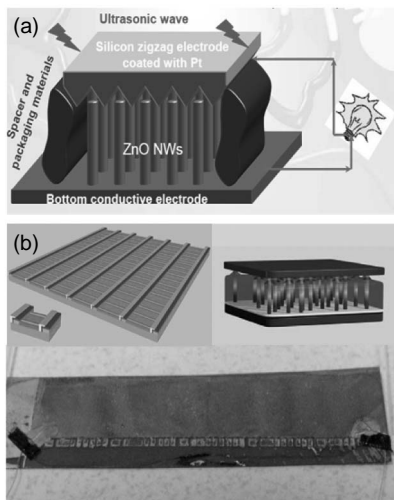 (a)
Ultrasonic wave
Silicon zigzag electrode
coated with Pt
Spacer and
packaging materials
ZnO NWs
Bottom conductive electrode
(b)